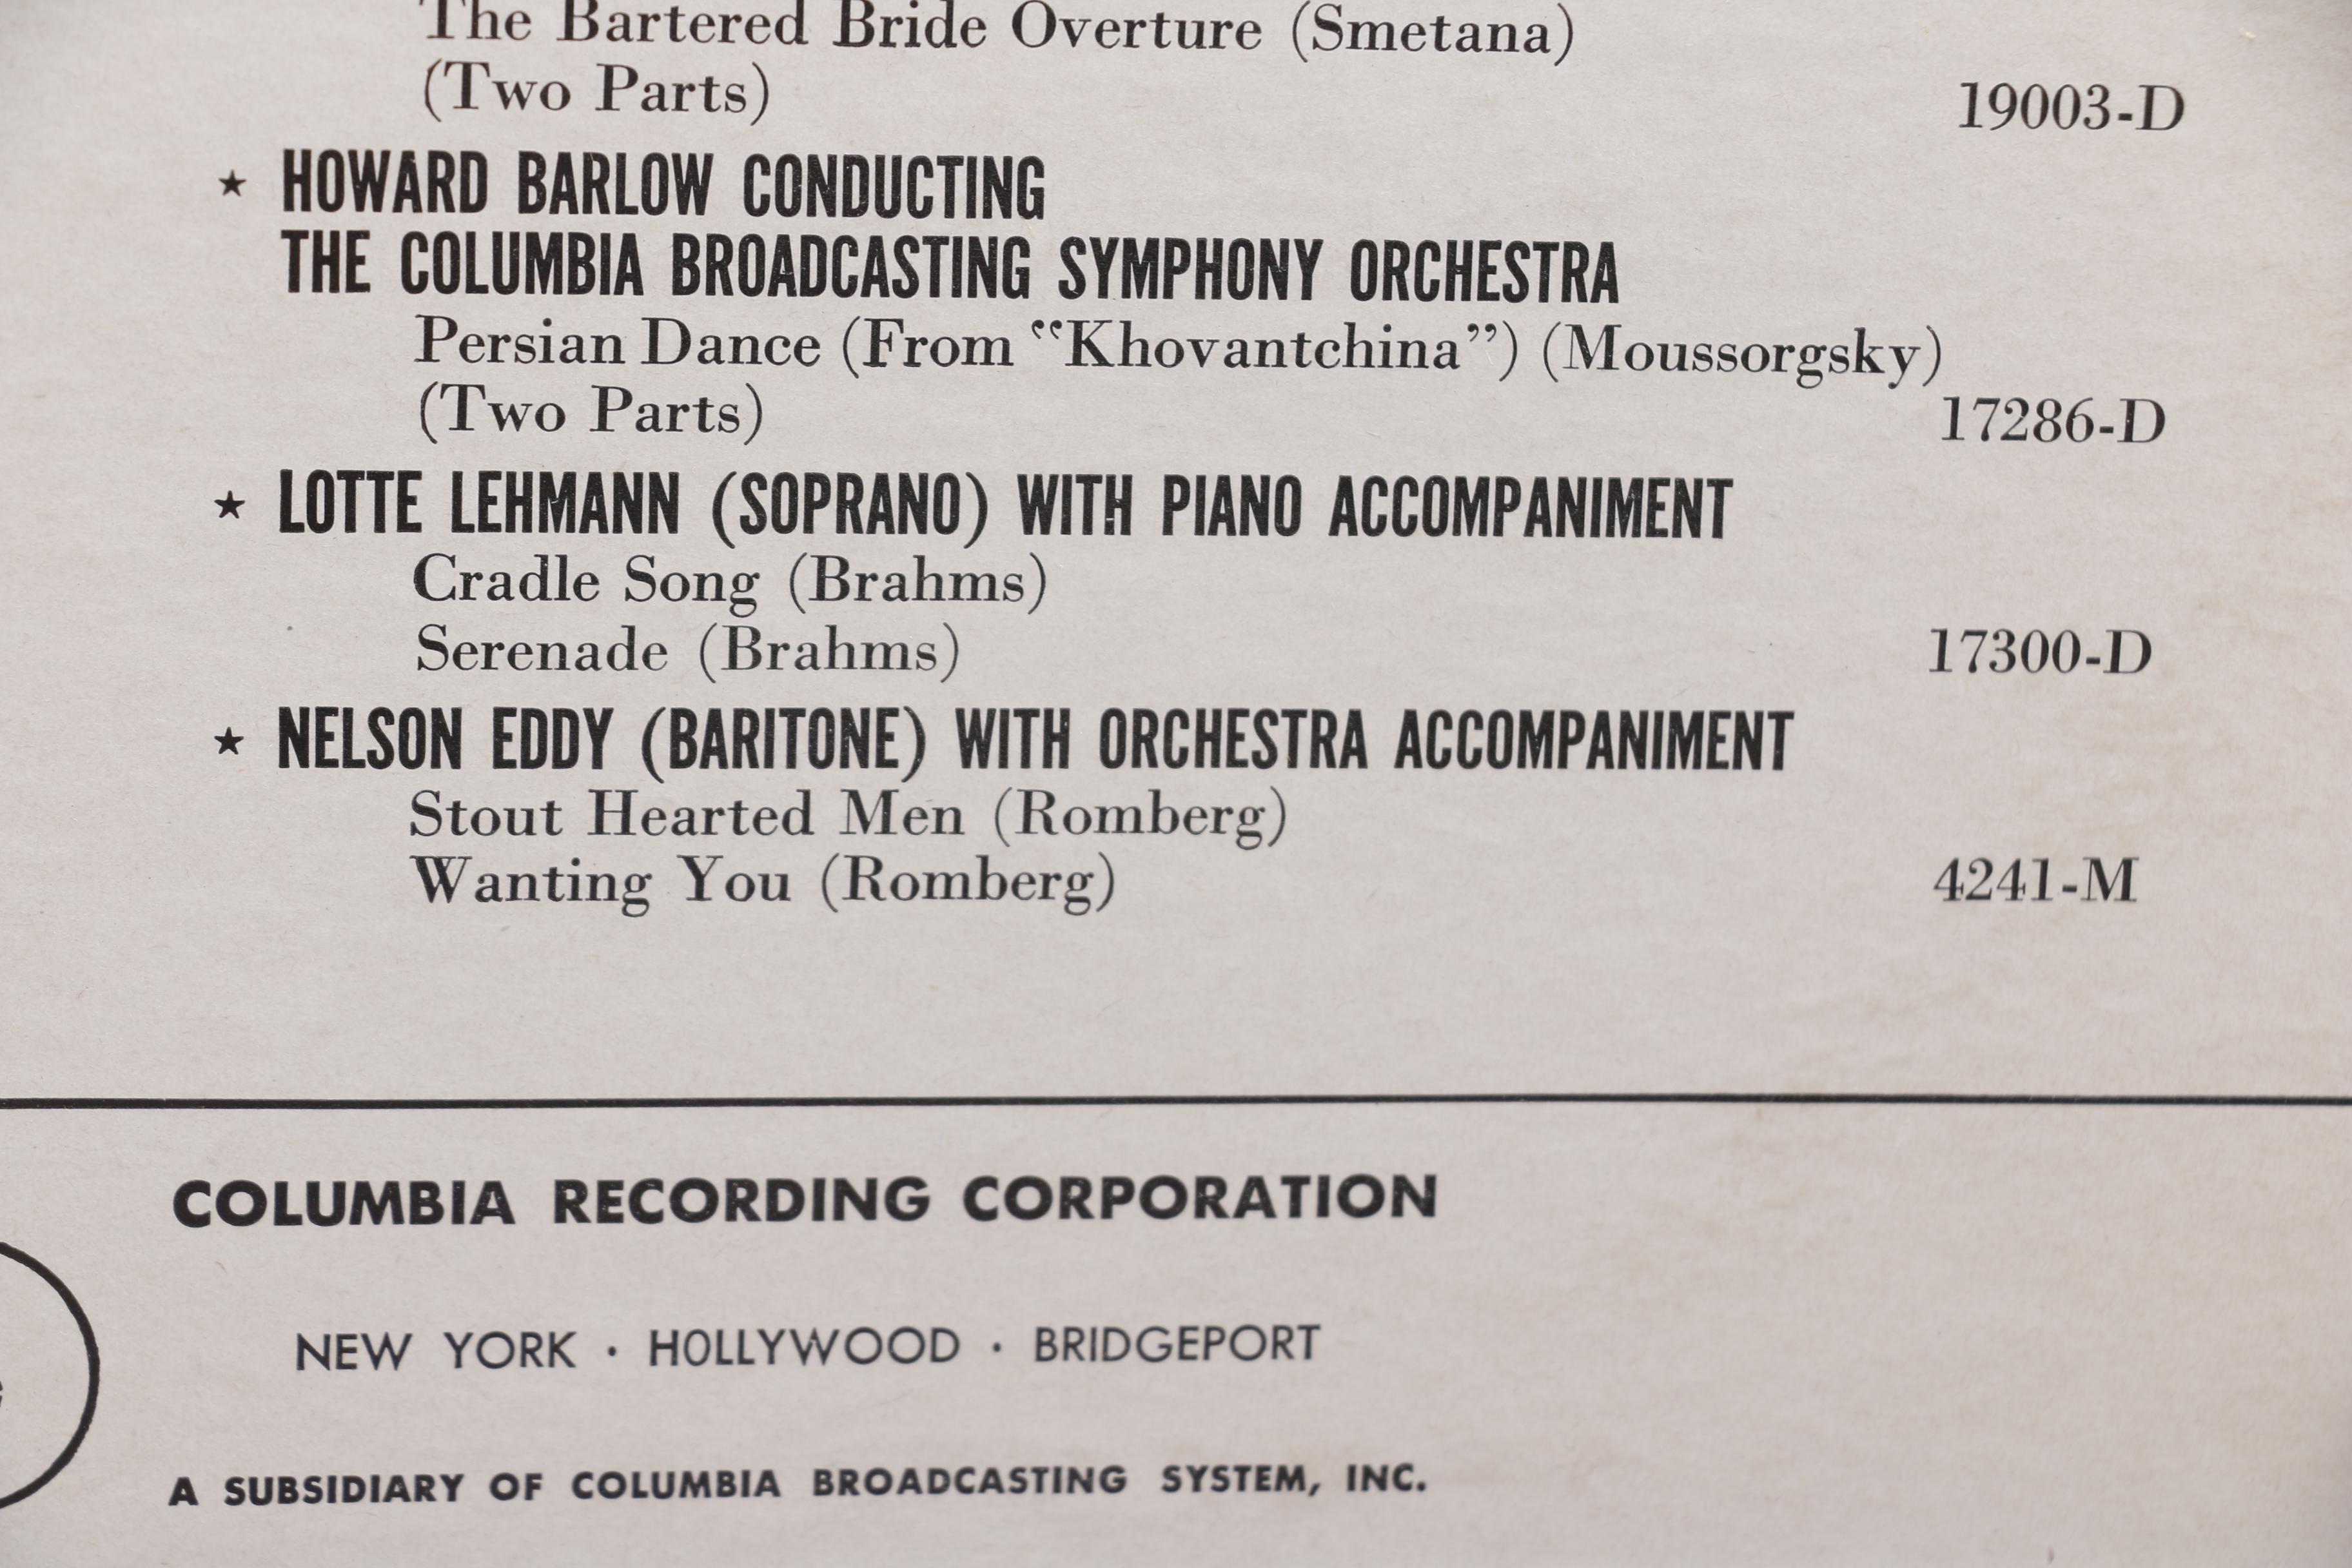 The Bartered Bride Overture (Smetana)
(Two Parts) 19003-D
★ HOWARD BARLOW CONDUCTING
THE COLUMBIA BROADCASTING SYMPHONY ORCHESTRA
Persian Dance (From "Khovantchina") (Moussorgsky)
(Two Parts) 17286-D
★ LOTTE LEHMANN (SOPRANO) WITH PIANO ACCOMPANIMENT
Cradle Song (Brahms)
Serenade (Brahms) 17300-D
★ NELSON EDDY (BARITONE) WITH ORCHESTRA ACCOMPANIMENT
Stout Hearted Men (Romberg)
Wanting You (Romberg) 4241-M
COLUMBIA RECORDING CORPORATION
NEW YORK · HOLLYWOOD · BRIDGEPORT
A SUBSIDIARY OF COLUMBIA BROADCASTING SYSTEM, INC.